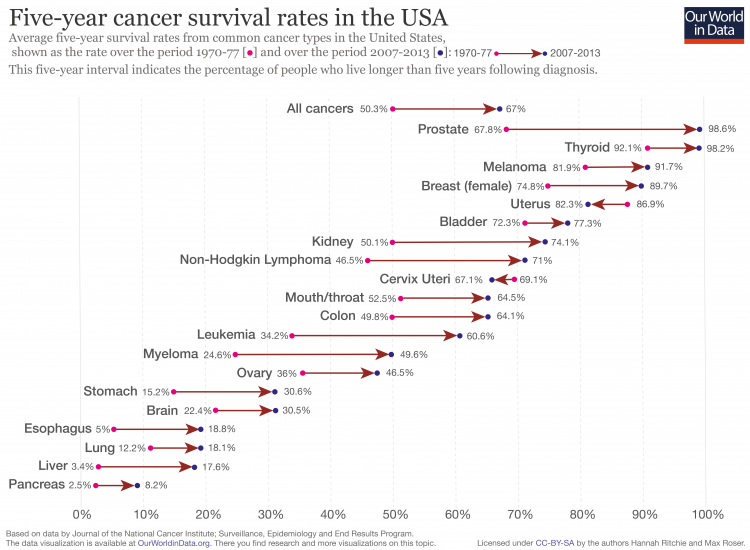 Five-year cancer survival rates in the USA
Our World
in Data
Average five-year survival rates from common cancer types in the United States,
shown as the rate over the period 1970-77 [●] and over the period 2007-2013 [●]: 1970-77 2007-2013
This five-year interval indicates the percentage of people who live longer than five years following diagnosis.
All cancers 50.3% 67%
Prostate 67.8% 98.6%
Thyroid 92.1% 98.2%
Melanoma 81.9% 91.7%
Breast (female) 74.8% 89.7%
Uterus 82.3% 86.9%
Bladder 72.3% 77.3%
Kidney 50.1% 74.1%
Non-Hodgkin Lymphoma 46.5% 71%
Cervix Uteri 67.1% 69.1%
Mouth/throat 52.5% 64.5%
Colon 49.8% 64.1%
Leukemia 34.2% 60.6%
Myeloma 24.6% 49.6%
Ovary 36% 46.5%
Stomach 15.2% 30.6%
Brain 22.4% 30.5%
Esophagus 5% 18.8%
Lung 12.2% 18.1%
Liver 3.4% 17.6%
Pancreas 2.5% 8.2%
0% 10% 20% 30% 40% 50% 60% 70% 80% 90% 100%
Based on data by Journal of the National Cancer Institute; Surveillance, Epidemiology and End Results Program.
The data visualization is available at OurWorldinData.org. There you find research and more visualizations on this topic. Licensed under CC-BY-SA by the authors Hannah Ritchie and Max Roser.